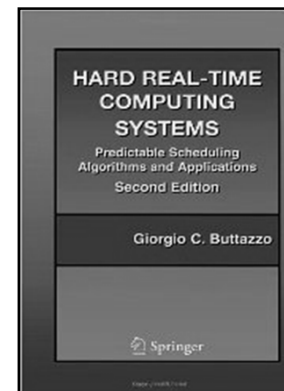 HARD REAL-TIME
COMPUTING
SYSTEMS
Predictable Scheduling
Algorithms and Applications
Second Edition
Giorgio C. Buttazzo
Springer